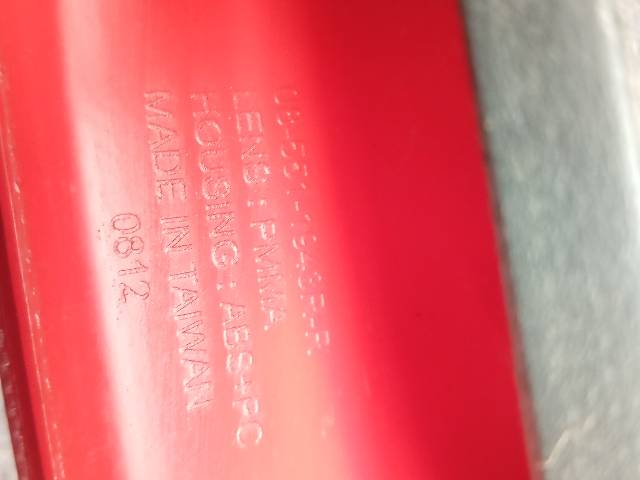 LENS : PMMA
HOUSING : ABS+PC
MADE IN TAIWAN
0812